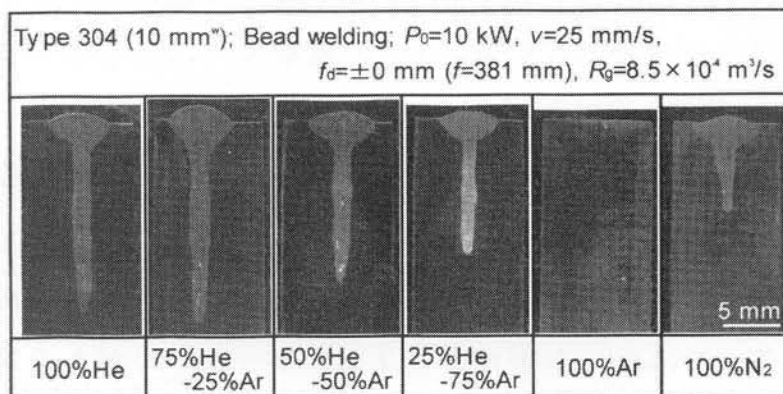 Type 304 (10 mmw); Bead welding; P0=10 kW, v=25 mm/s,
fd=±0 mm (f=381 mm), Rg=8.5×10⁴ m³/s
5 mm
100%He
75%He
-25%Ar
50%He
-50%Ar
25%He
-75%Ar
100%Ar
100%N2